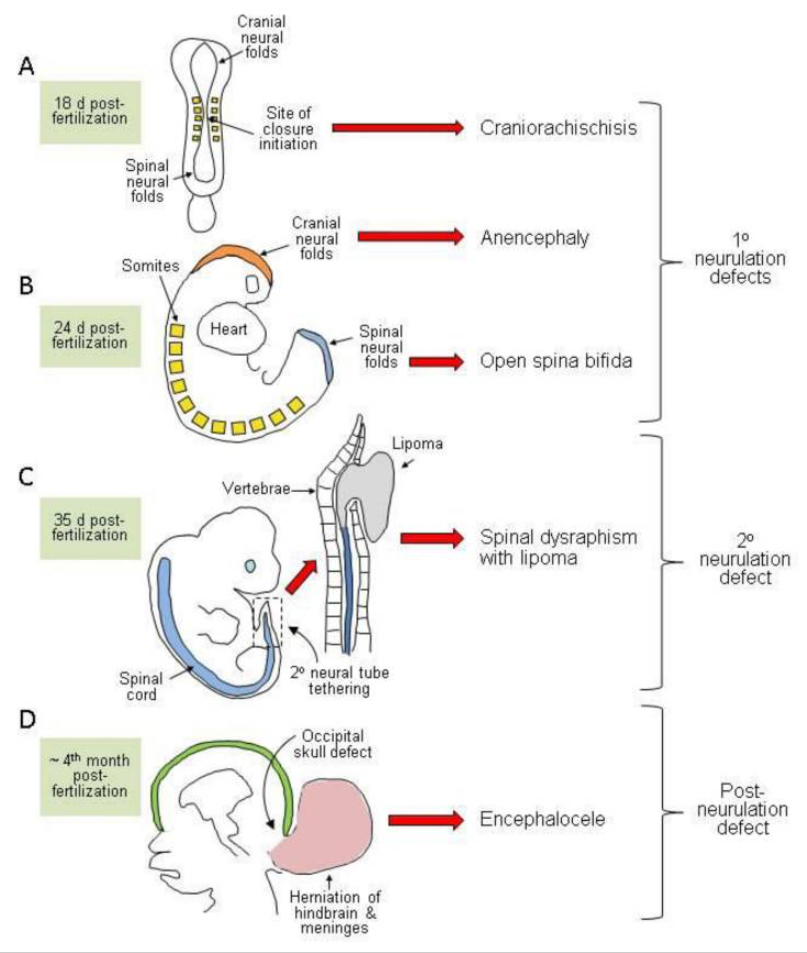 A
18 d post-
fertilization
Cranial
neural
folds
Site of
closure
initiation
Spinal
neural
folds
Craniorachischisis
Cranial
neural
folds
Anencephaly
1º
neurulation
defects
B
24 d post-
fertilization
Somites
Heart
Spinal
neural
folds
Open spina bifida
C
35 d post-
fertilization
Vertebrae
Lipoma
Spinal dysraphism
with lipoma
2º
neurulation
defect
Spinal
cord
2º neural tube
tethering
D
~ 4th month
post-
fertilization
Occipital
skull defect
Encephalocele
Post-
neurulation
defect
Herniation of
hindbrain &
meninges